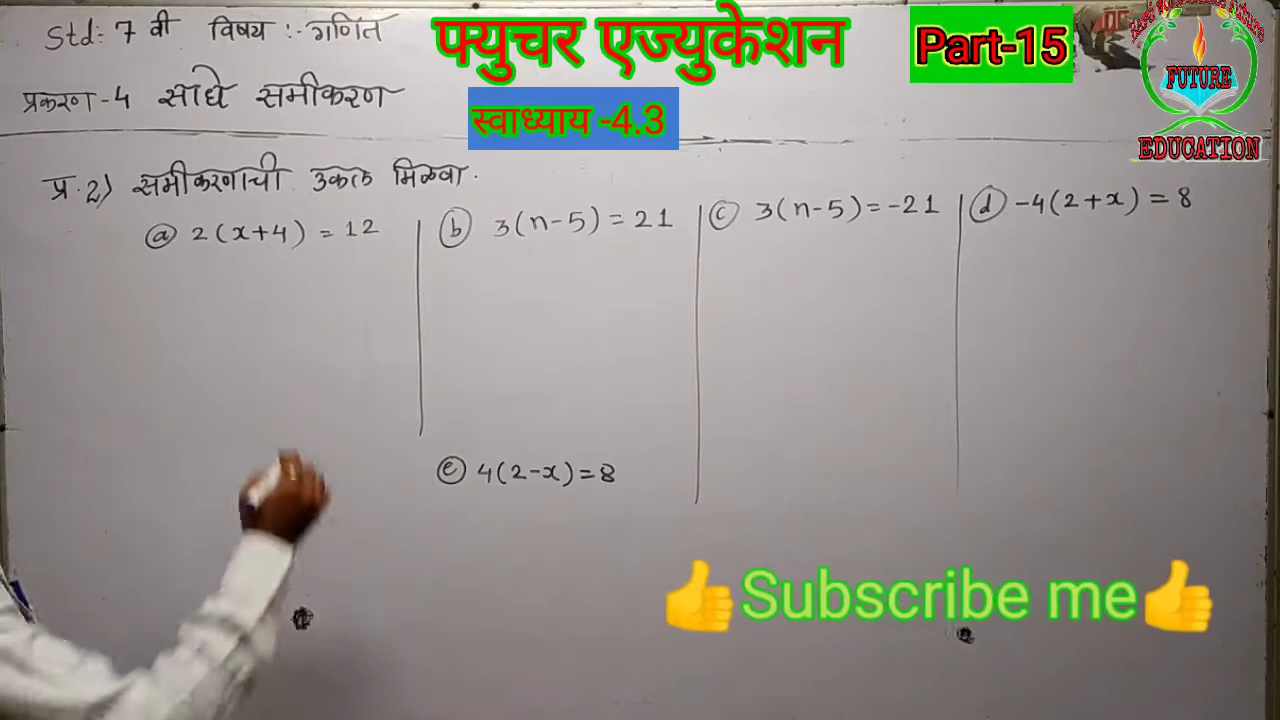 Std: 7 वी विषय :- गणित
फ्युचर एज्युकेशन
Part-15
प्रकरण - 4 साधे समीकरण
स्वाध्याय -4.3
FUTURE
EDUCATION
प्र. 2) समीकरणाची उकल मिळवा.
(a) 2(x+4) = 12
(b) 3(n-5) = 21
(c) 3(n-5) = -21
(d) -4(2+x) = 8
(e) 4(2-x) = 8
👍Subscribe me👍